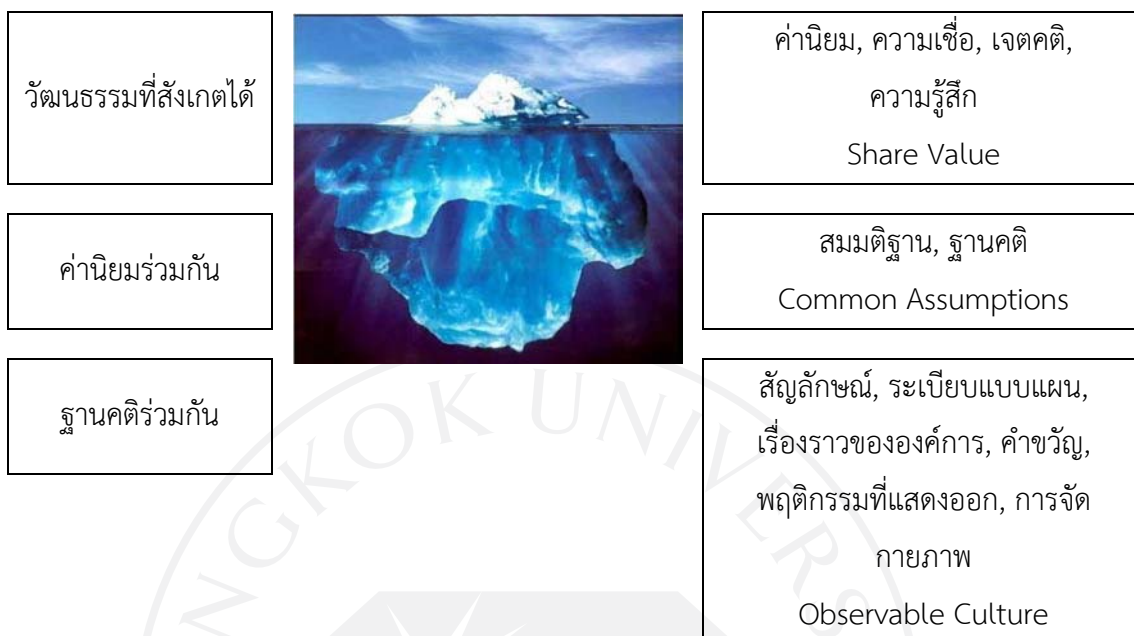 วัฒนธรรมที่สังเกตได้
ค่านิยม, ความเชื่อ, เจตคติ,
ความรู้สึก
Share Value
ค่านิยมร่วมกัน
สมมติฐาน, ฐานคติ
Common Assumptions
ฐานคติร่วมกัน
สัญลักษณ์, ระเบียบแบบแผน,
เรื่องราวขององค์การ, คำขวัญ,
พฤติกรรมที่แสดงออก, การจัด
กายภาพ
Observable Culture
NGKOK UNIVERS